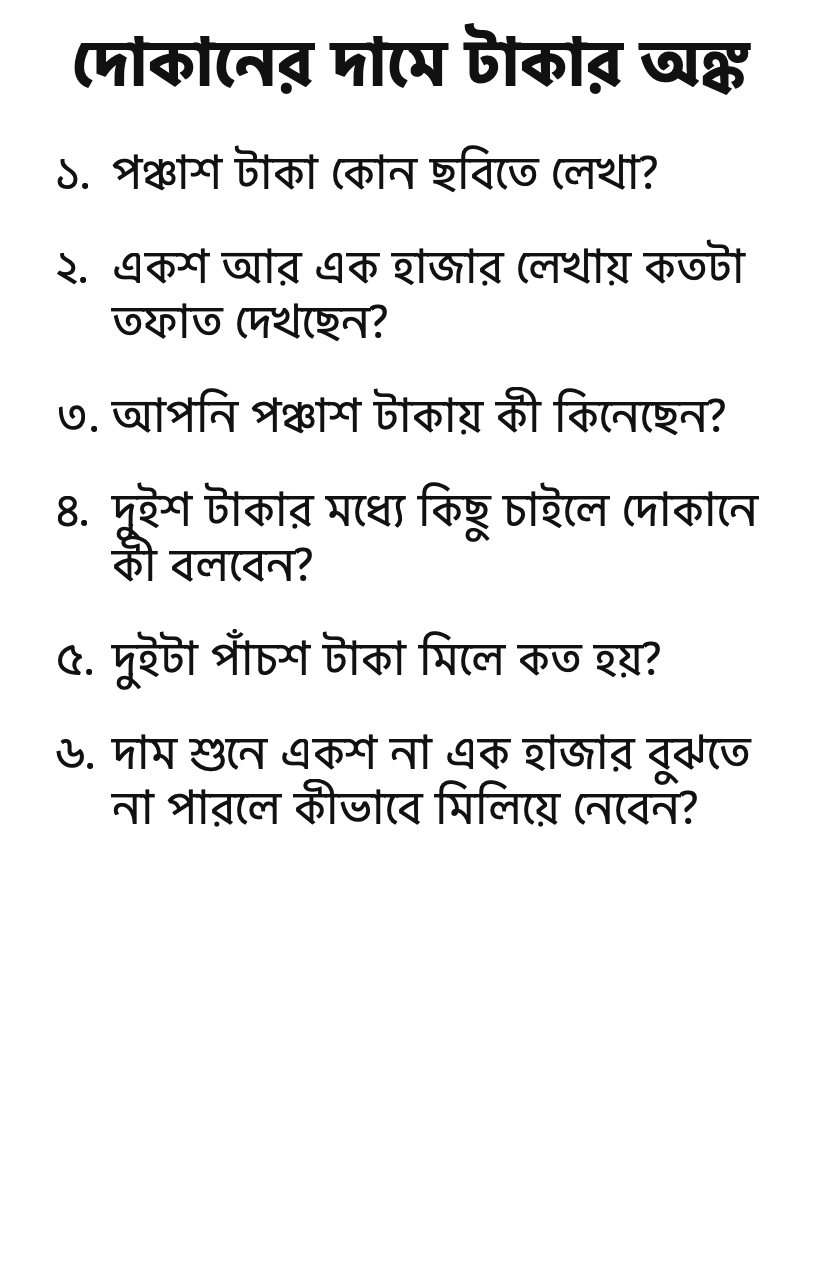 দোকানের দামে টাকার অঙ্ক
১. পঞ্চাশ টাকা কোন ছবিতে লেখা?
২. একশ আর এক হাজার লেখায় কতটা
তফাত দেখছেন?
৩. আপনি পঞ্চাশ টাকায় কী কিনেছেন?
৪. দুইশ টাকার মধ্যে কিছু চাইলে দোকানে
কী বলবেন?
৫. দুইটা পাঁচশ টাকা মিলে কত হয়?
৬. দাম শুনে একশ না এক হাজার বুঝতে
না পারলে কীভাবে মিলিয়ে নেবেন?